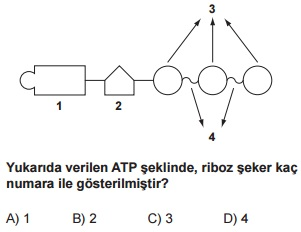 3
1
2
4
Yukarıda verilen ATP şeklinde, riboz şeker kaç
numara ile gösterilmiştir?
A) 1 B) 2 C) 3 D) 4